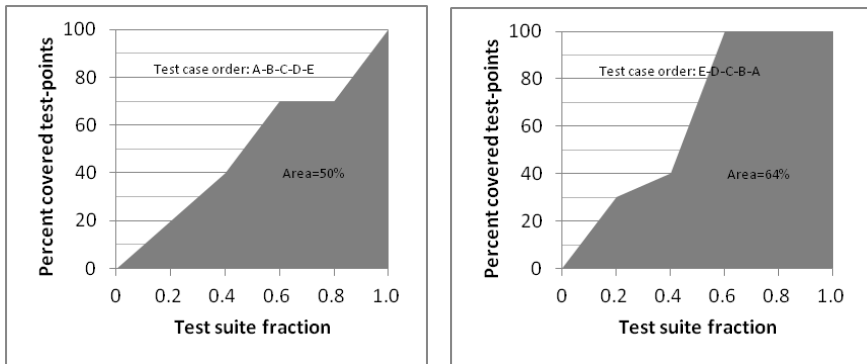 Percent covered test-points
100
80
60
40
20
0
Test case order: A-B-C-D-E
Area=50%
0 0.2 0.4 0.6 0.8 1.0
Test suite fraction
Percent covered test-points
100
80
60
40
20
0
Test case order: E-D-C-B-A
Area=64%
0 0.2 0.4 0.6 0.8 1.0
Test suite fraction